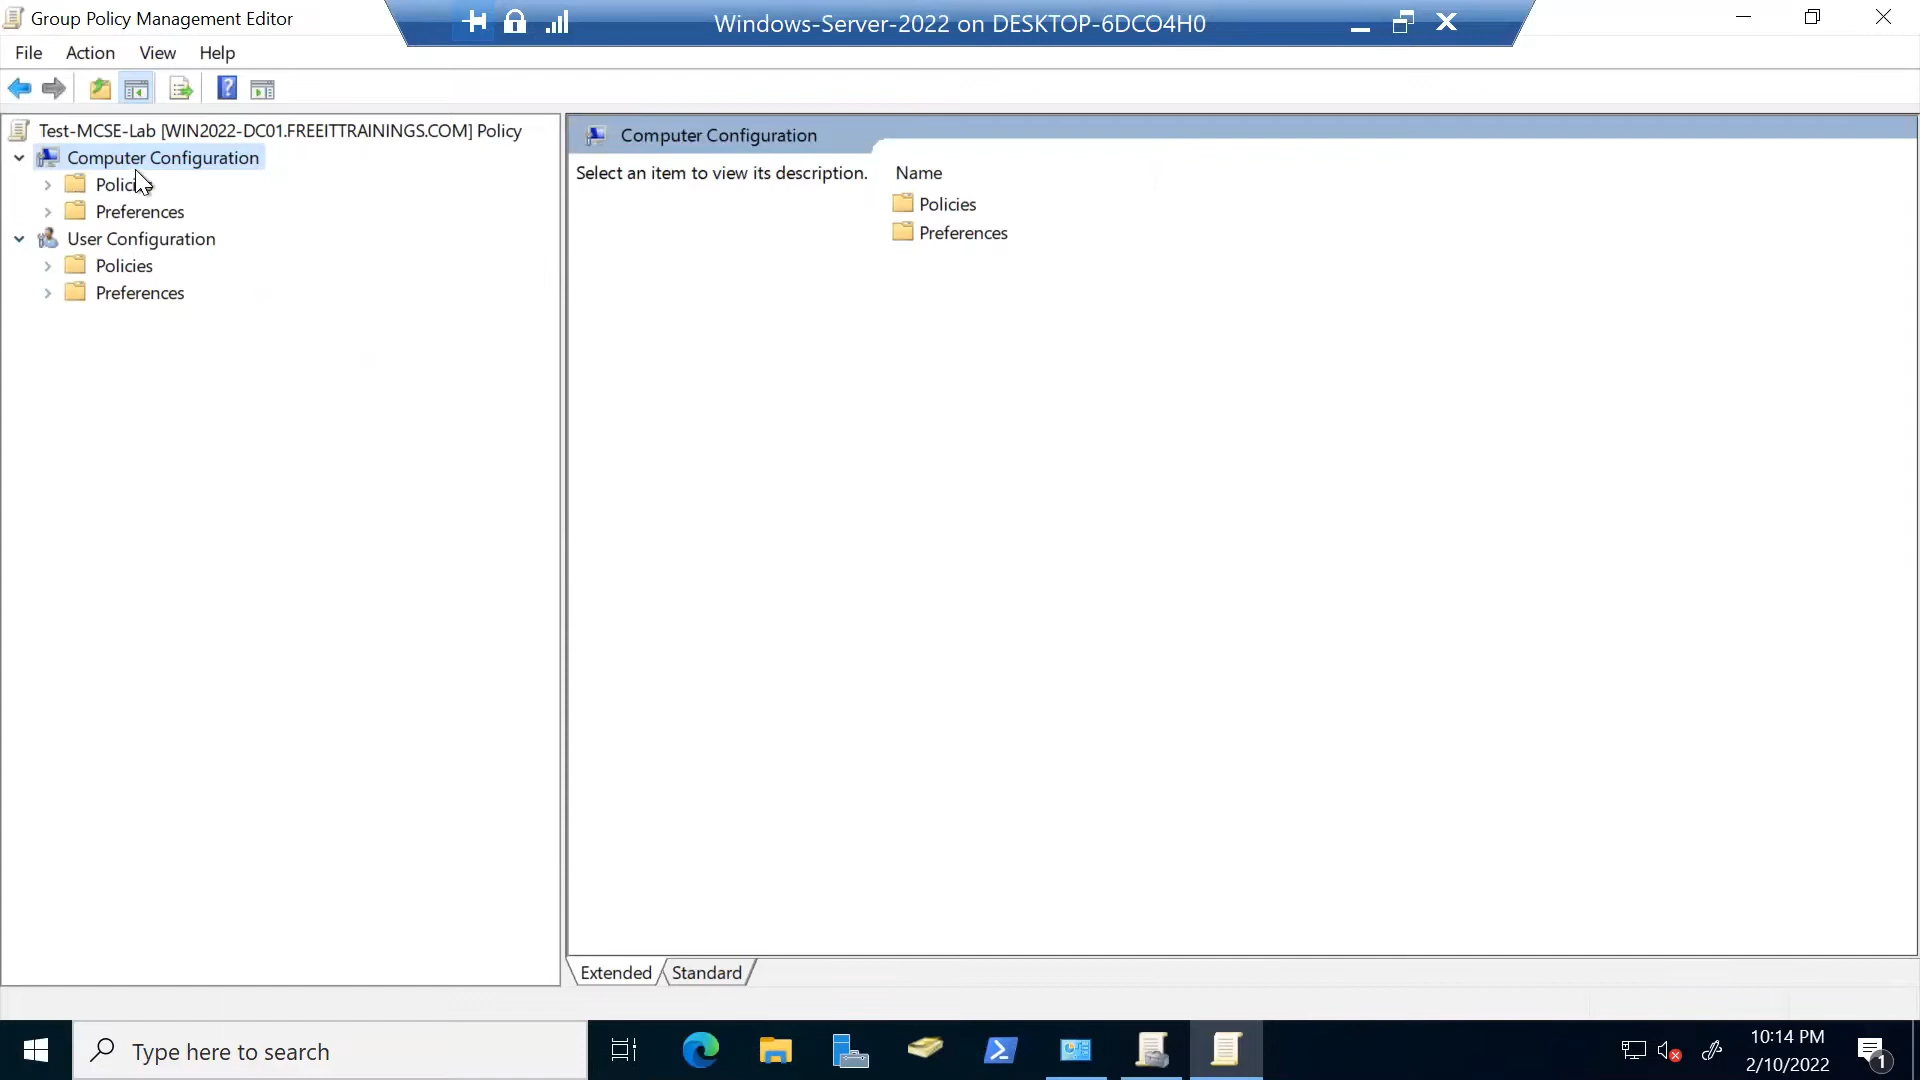 Group Policy Management Editor
Windows-Server-2022 on DESKTOP-6DCO4H0
File Action View Help
Test-MCSE-Lab [WIN2022-DC01.FREEITTRAININGS.COM] Policy
Computer Configuration
Preferences
User Configuration
Policies
Preferences
Computer Configuration
Select an item to view its description.
Name
Policies
Preferences
Extended Standard
Type here to search
10:14 PM
2/10/2022
1